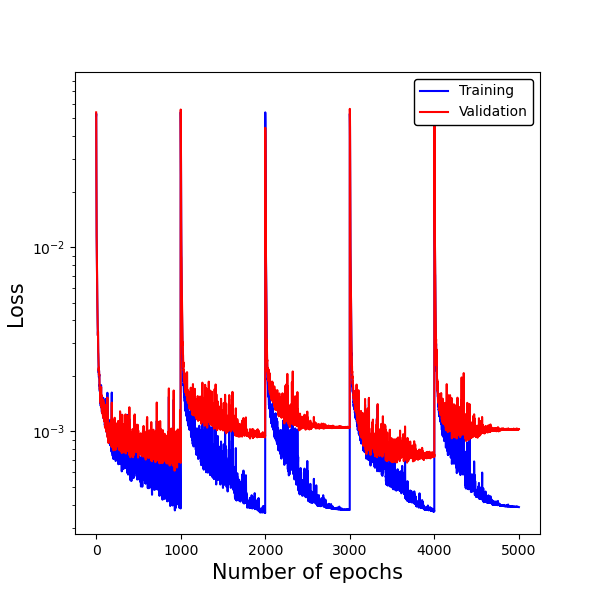 Training
Validation
Loss
10⁻²
10⁻³
0 1000 2000 3000 4000 5000
Number of epochs